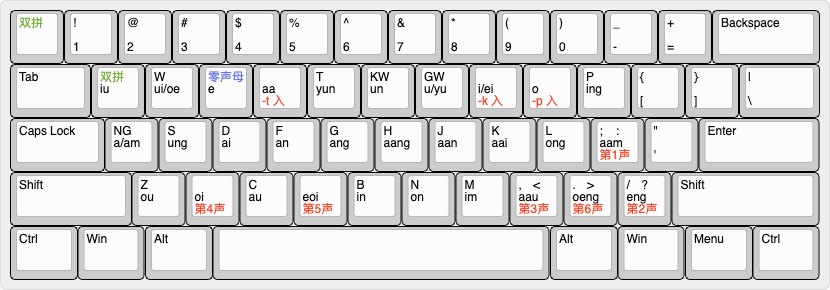 双拼 ! @ # $ % ^ & * ( ) _ + Backspace
1 2 3 4 5 6 7 8 9 0 - =
Tab 双拼 W 零声母 T KW GW P { } |
iu ui/oe e aa yun un u/yu i/ei o ing
-t 入 -k 入 -p 入 [ ] \
Caps Lock NG S D F G H J K L ; : " Enter
a/am ung ai an ang aang aan aai ong aam
第1声 '
Shift Z C B N M , < . > / ? Shift
ou oi au eoi in on im aau oeng eng
第4声 第5声 第3声 第6声 第2声
Ctrl Win Alt Alt Win Menu Ctrl